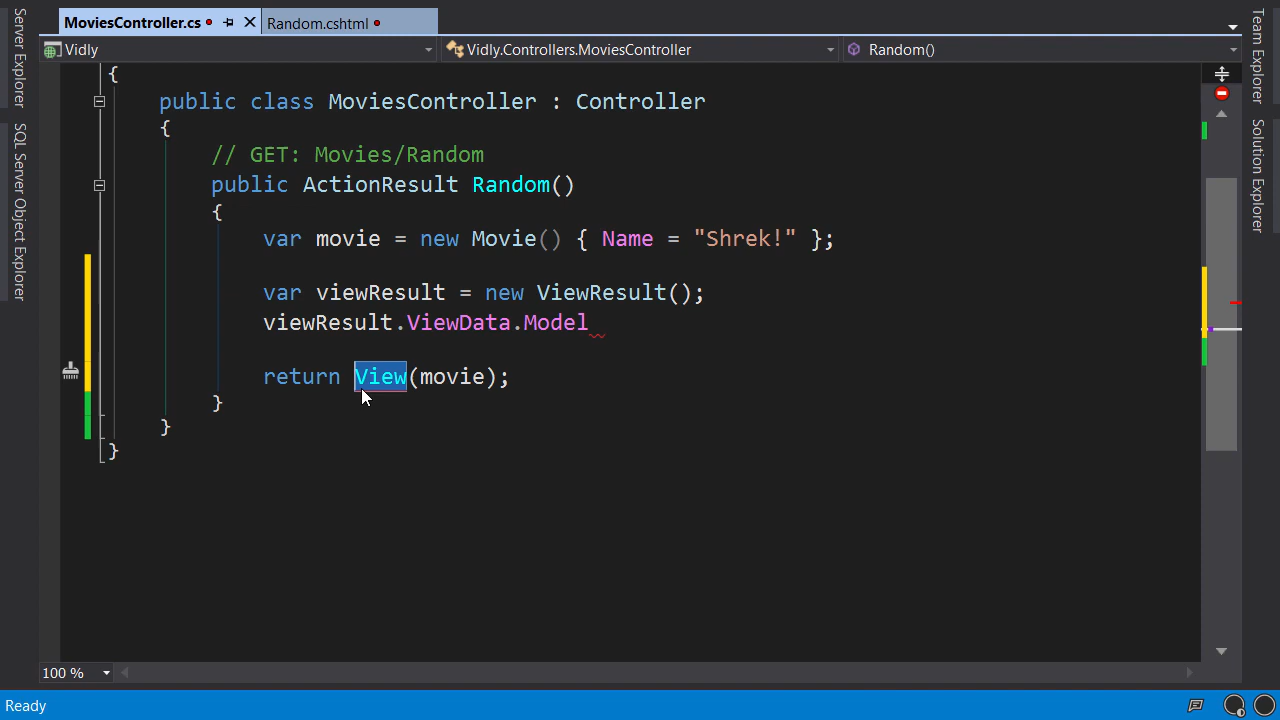 MoviesController.cs
Random.cshtml
Vidly
Vidly.Controllers.MoviesController
Random()
{
public class MoviesController : Controller
{
// GET: Movies/Random
public ActionResult Random()
{
var movie = new Movie() { Name = "Shrek!" };
var viewResult = new ViewResult();
viewResult.ViewData.Model
return View(movie);
}
}
}
100 %
Ready
Server Explorer
SQL Server Object Explorer
Team Explorer
Solution Explorer